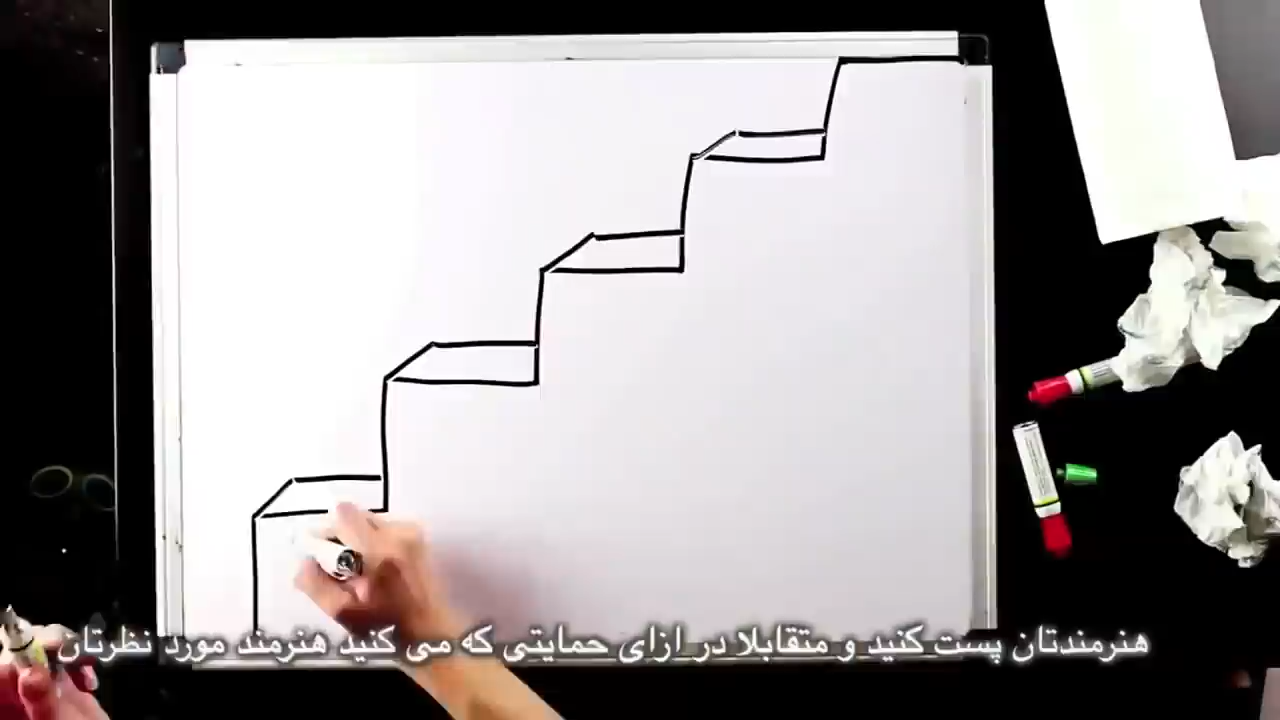 هنرمندتان پست کنید و متقابلا در ازای حمایتی که می کنید هنرمند مورد نظرتان